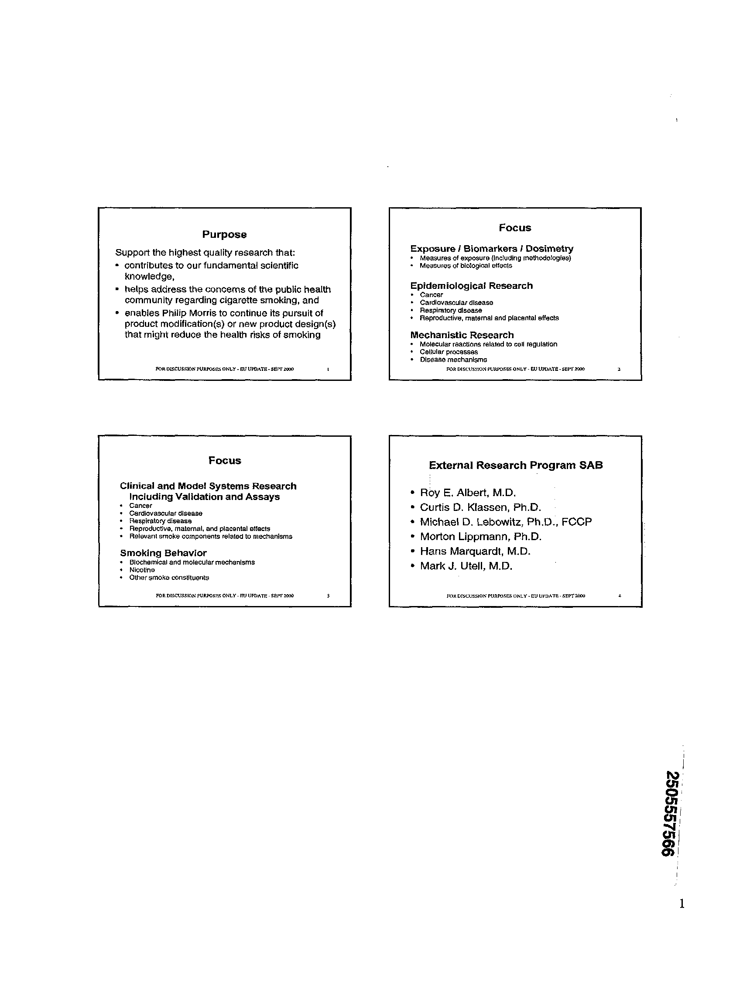 Purpose
Support the highest quality research that:
• contributes to our fundamental scientific
knowledge,
• helps address the concerns of the public health
community regarding cigarette smoking, and
• enables Philip Morris to continue its pursuit of
product modification(s) or new product design(s)
that might reduce the health risks of smoking
FOR DISCUSSION PURPOSES ONLY - EU UPDATE - SEPT 2000 1
Focus
Exposure / Biomarkers / Dosimetry
• Measures of exposure (including methodologies)
• Measures of biological effects
Epidemiological Research
• Cancer
• Cardiovascular disease
• Respiratory disease
• Reproductive, maternal and placental effects
Mechanistic Research
• Molecular reactions related to cell regulation
• Cellular processes
• Disease mechanisms
FOR DISCUSSION PURPOSES ONLY - EU UPDATE - SEPT 2000 2
Focus
Clinical and Model Systems Research
Including Validation and Assays
• Cancer
• Cardiovascular disease
• Respiratory disease
• Reproductive, maternal, and placental effects
• Relevant smoke components related to mechanisms
Smoking Behavior
• Biochemical and molecular mechanisms
• Nicotine
• Other smoke constituents
FOR DISCUSSION PURPOSES ONLY - EU UPDATE - SEPT 2000 3
External Research Program SAB
• Roy E. Albert, M.D.
• Curtis D. Klassen, Ph.D.
• Michael D. Lebowitz, Ph.D., FCCP
• Morton Lippmann, Ph.D.
• Hans Marquardt, M.D.
• Mark J. Utell, M.D.
FOR DISCUSSION PURPOSES ONLY - EU UPDATE - SEPT 2000 4
2505557566
1